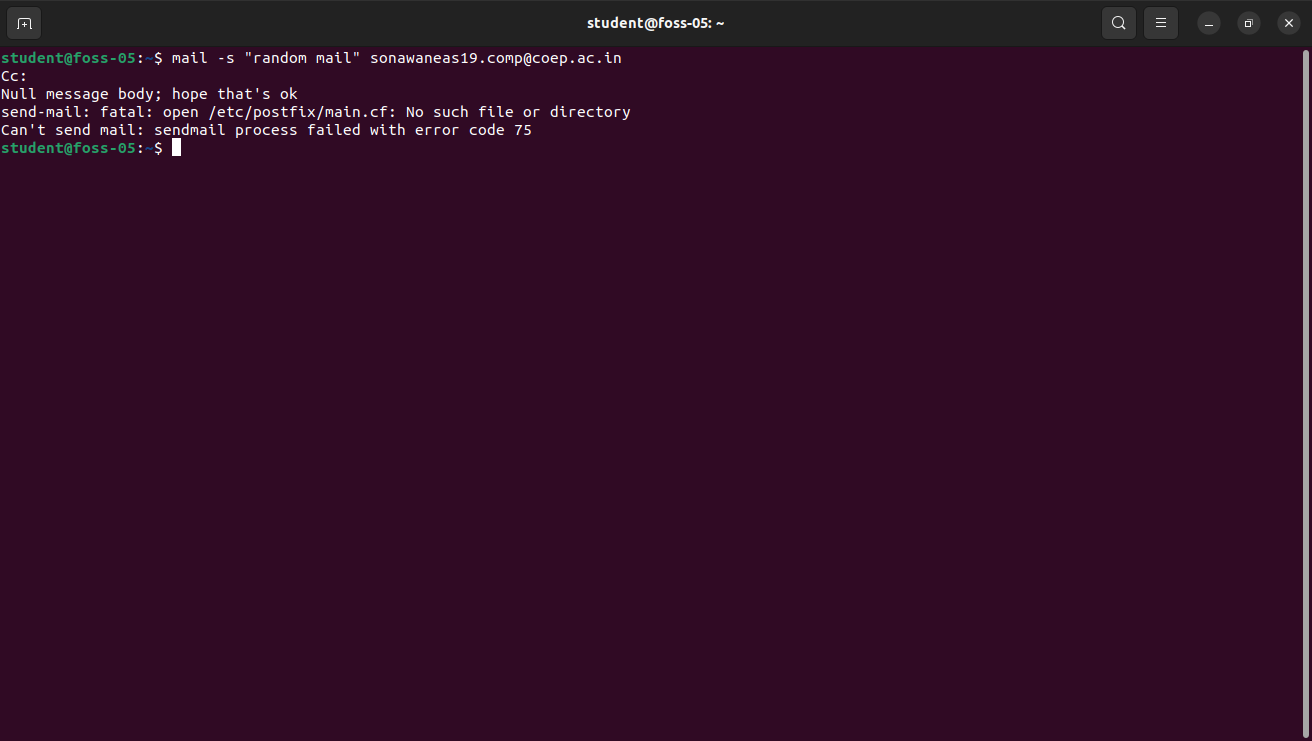 student@foss-05: ~
student@foss-05:~$ mail -s "random mail" sonawaneas19.comp@coep.ac.in
Cc:
Null message body; hope that's ok
send-mail: fatal: open /etc/postfix/main.cf: No such file or directory
Can't send mail: sendmail process failed with error code 75
student@foss-05:~$